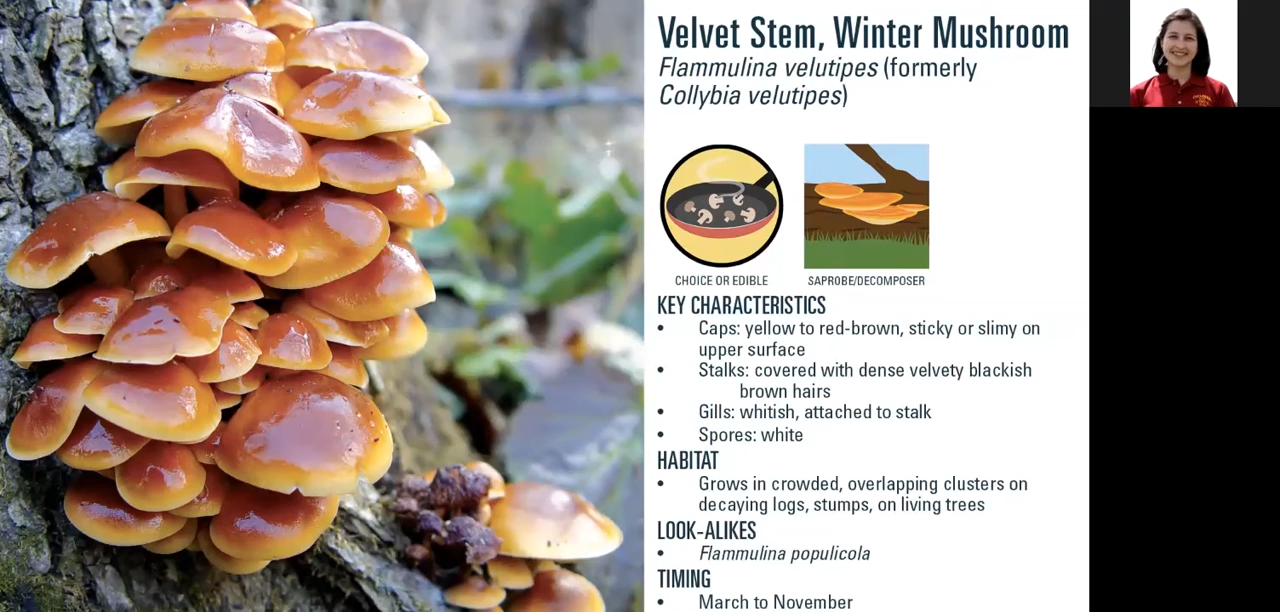 Velvet Stem, Winter Mushroom
Flammulina velutipes (formerly
Collybia velutipes)
CHOICE OR EDIBLE
SAPROBE/DECOMPOSER
KEY CHARACTERISTICS
• Caps: yellow to red-brown, sticky or slimy on
upper surface
• Stalks: covered with dense velvety blackish
brown hairs
• Gills: whitish, attached to stalk
• Spores: white
HABITAT
• Grows in crowded, overlapping clusters on
decaying logs, stumps, on living trees
LOOK-ALIKES
• Flammulina populicola
TIMING
• March to November